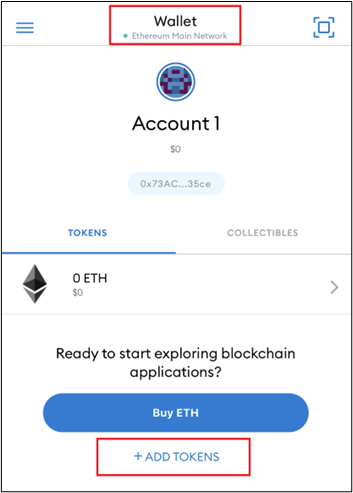 Wallet
Ethereum Main Network
Account 1
$0
0x73AC...35ce
TOKENS
COLLECTIBLES
0 ETH
$0
Ready to start exploring blockchain
applications?
Buy ETH
+ ADD TOKENS